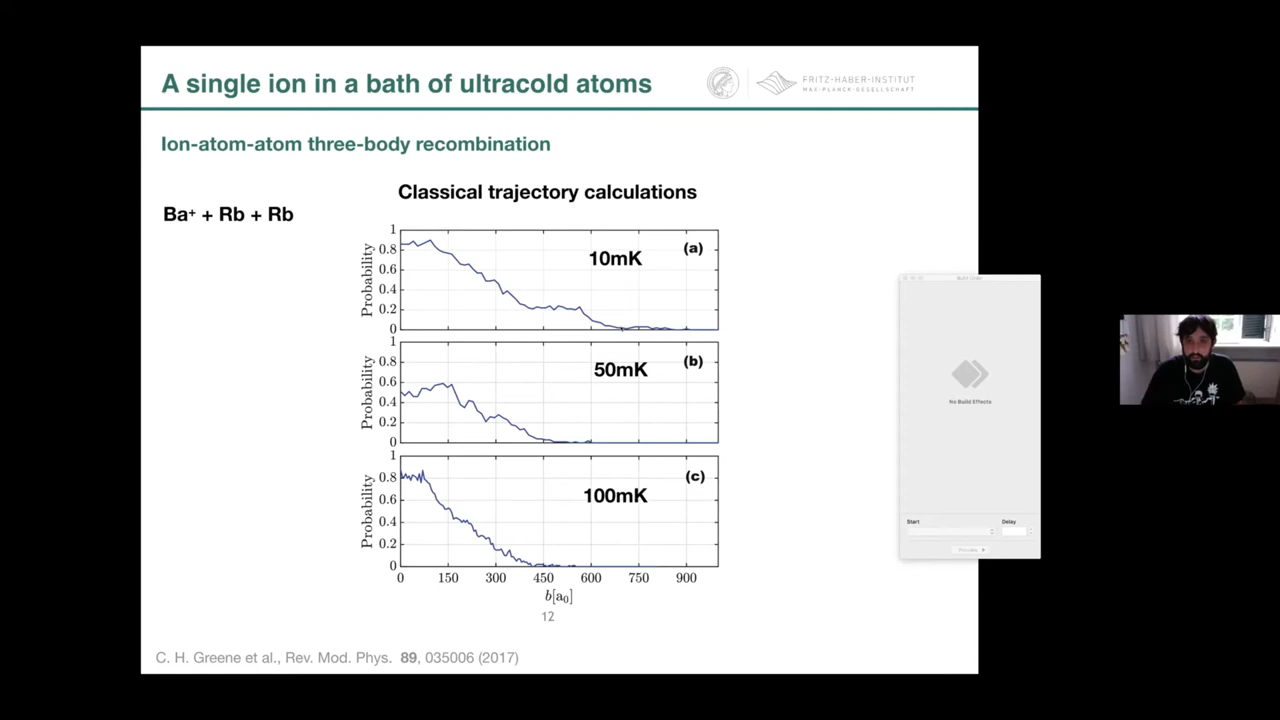 A single ion in a bath of ultracold atoms
FRITZ-HABER-INSTITUT
MAX-PLANCK-GESELLSCHAFT
Ion-atom-atom three-body recombination
Classical trajectory calculations
Ba⁺ + Rb + Rb
Probability
1
0.8
0.6
0.4
0.2
0
10mK
(a)
Probability
1
0.8
0.6
0.4
0.2
0
50mK
(b)
Probability
1
0.8
0.6
0.4
0.2
0
100mK
(c)
0 150 300 450 600 750 900
b[a₀]
12
C. H. Greene et al., Rev. Mod. Phys. 89, 035006 (2017)
Build Order
No Build Effects
Start Delay
Preview